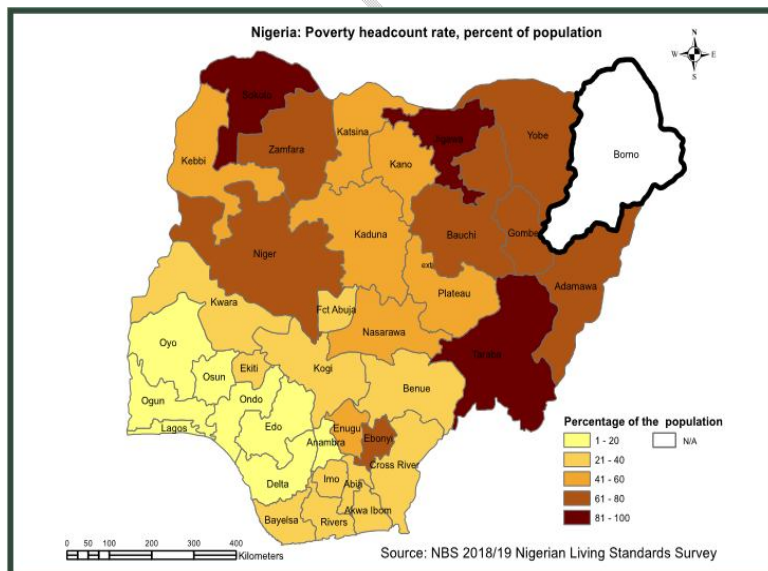 Nigeria: Poverty headcount rate, percent of population
N
W E
S
Sokoto
Katsina
Jigawa
Yobe
Borno
Kebbi
Zamfara
Kano
Kaduna
Bauchi
Gombe
Niger
ext
Plateau
Adamawa
Kwara
Fct Abuja
Nasarawa
Taraba
Oyo
Osun
Ekiti
Kogi
Benue
Ogun
Ondo
Lagos
Edo
Enugu
Anambra
Ebonyi
Cross River
Delta
Imo
Abia
Akwa Ibom
Bayelsa
Rivers
Percentage of the population
1 - 20
N/A
21 - 40
41 - 60
61 - 80
81 - 100
0 50 100 200 300 400
Kilometers
Source: NBS 2018/19 Nigerian Living Standards Survey